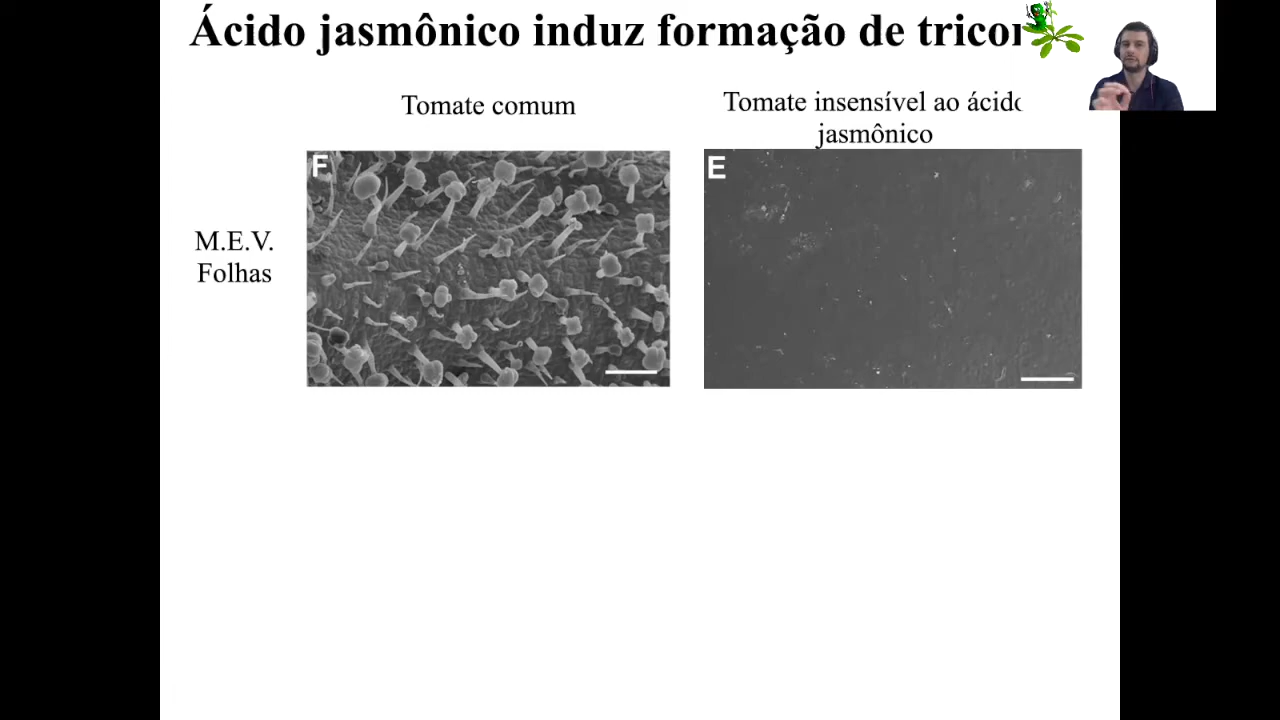 Ácido jasmônico induz formação de tricor
Tomate comum
Tomate insensível ao ácido
jasmônico
F
E
M.E.V.
Folhas